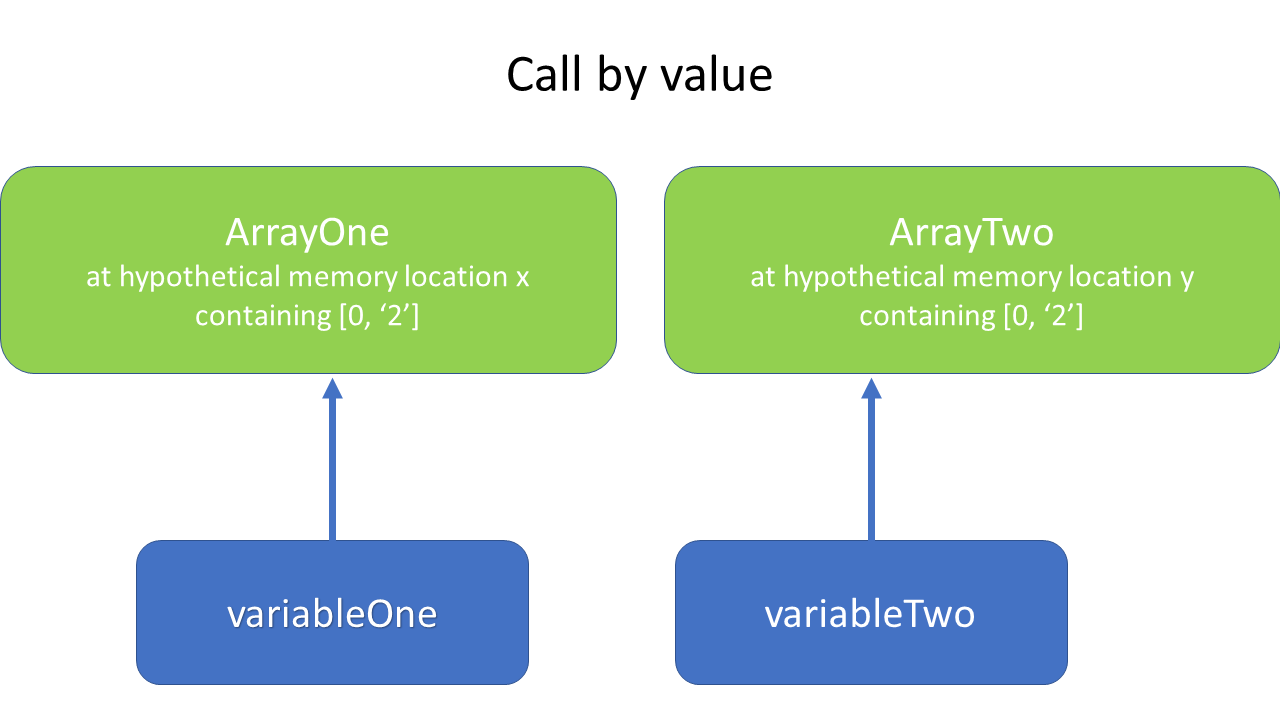 Call by value
ArrayOne
at hypothetical memory location x
containing [0, ‘2’]
ArrayTwo
at hypothetical memory location y
containing [0, ‘2’]
variableOne
variableTwo